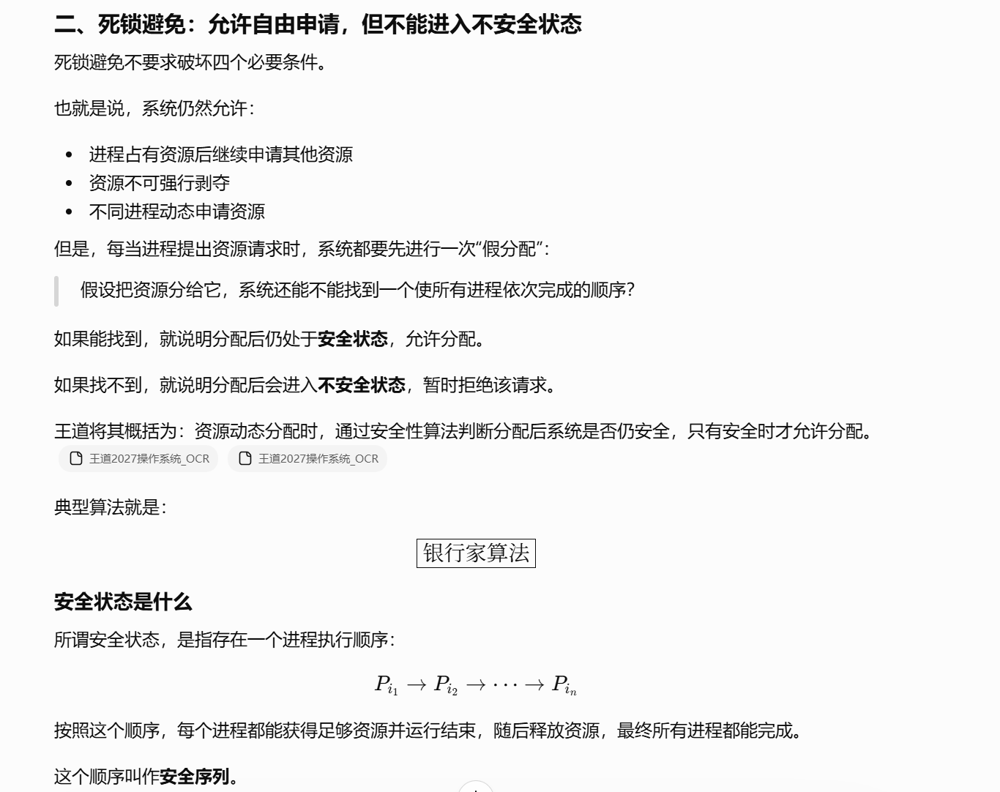 二、死锁避免：允许自由申请，但不能进入不安全状态
死锁避免不要求破坏四个必要条件。
也就是说，系统仍然允许：
• 进程占有资源后继续申请其他资源
• 资源不可强行剥夺
• 不同进程动态申请资源
但是，每当进程提出资源请求时，系统都要先进行一次“假分配”：
假设把资源分给它，系统还能不能找到一个使所有进程依次完成的顺序？
如果能找到，就说明分配后仍处于安全状态，允许分配。
如果找不到，就说明分配后会进入不安全状态，暂时拒绝该请求。
王道将其概括为：资源动态分配时，通过安全性算法判断分配后系统是否仍安全，只有安全时才允许分配。
王道2027操作系统_OCR 王道2027操作系统_OCR
典型算法就是：
银行家算法
安全状态是什么
所谓安全状态，是指存在一个进程执行顺序：
P_{i_1} → P_{i_2} → ⋯ → P_{i_n}
按照这个顺序，每个进程都能获得足够资源并运行结束，随后释放资源，最终所有进程都能完成。
这个顺序叫作安全序列。